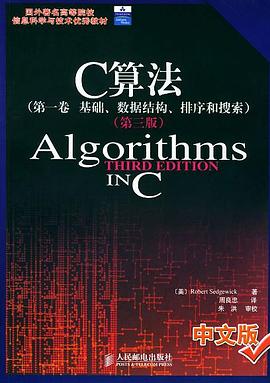 国外著名高等院校
信息科学与技术优秀教材
C算法
（第一卷 基础、数据结构、排序和搜索）
（第三版）
Algorithms
THIRD EDITION
IN C
［美］ Robert Sedgewick 著
周良忠 译
朱 洪 审校
中文版
人民邮电出版社
POSTS & TELECOM PRESS